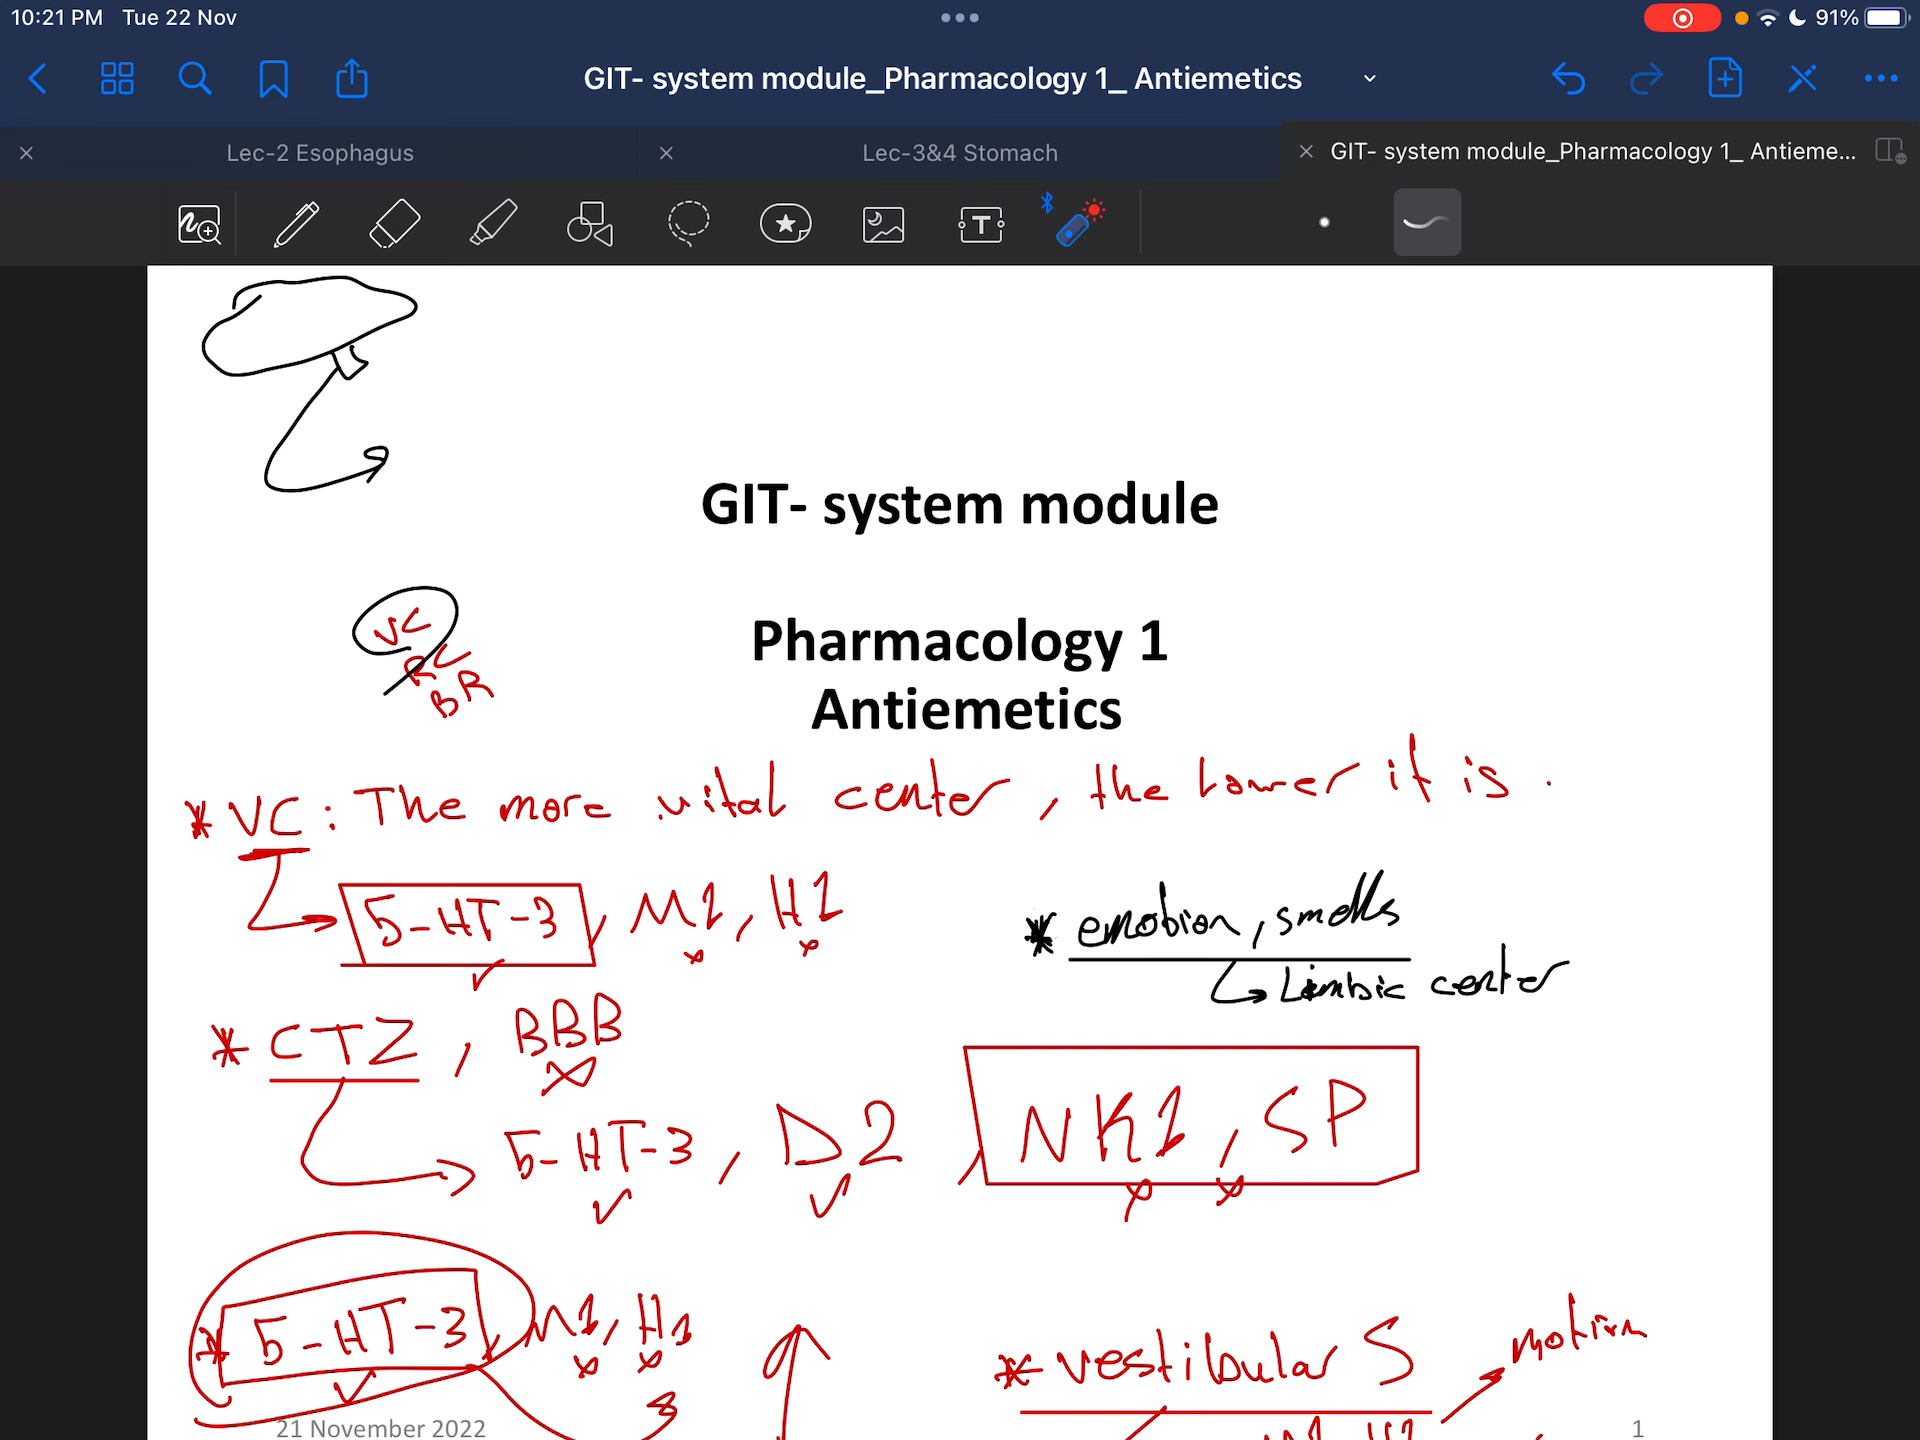 10:21 PM Tue 22 Nov
91%
GIT- system module_Pharmacology 1_ Antiemetics
Lec-2 Esophagus
Lec-3&4 Stomach
GIT- system module_Pharmacology 1_ Antieme...
GIT- system module
VC
RC
BR
Pharmacology 1
Antiemetics
* VC : The more vital center, the lower it is.
5-HT-3, M1, H1
* emotion, smells
Limbic center
* CTZ, BBB
5-HT-3, D2, NK1, SP
* 5-HT-3, M1, H1
* vestibular S
motion
21 November 2022
1